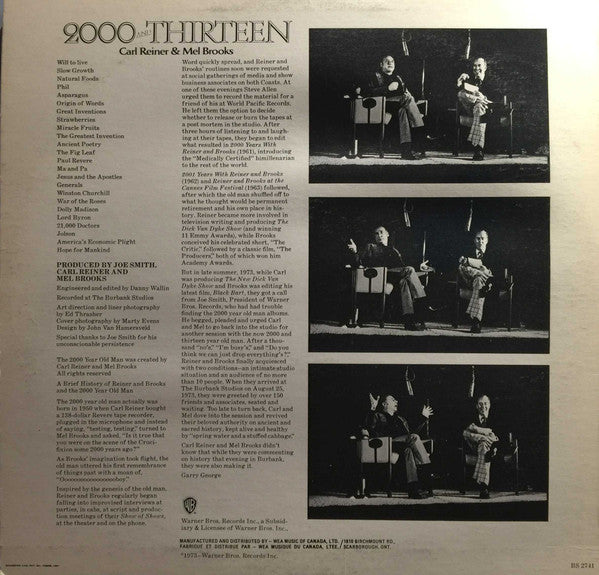 2000 AND THIRTEEN
Carl Reiner & Mel Brooks
Will to live
Slow Growth
Natural Foods
Phil
Asparagus
Origin of Words
Great Inventions
Strawberries
Miracle Fruits
The Greatest Invention
Ancient Poetry
The Fig Leaf
Paul Revere
Ma and Pa
Jesus and the Apostles
Generals
Winston Churchill
War of the Roses
Dolly Madison
Lord Byron
21,000 Doctors
Jolson
America's Economic Plight
Hope for Mankind
PRODUCED BY JOE SMITH,
CARL REINER AND
MEL BROOKS
Engineered and edited by Danny Wallin
Recorded at The Burbank Studios
Art direction and liner photography
by Ed Thrasher
Cover photography by Marty Evans
Design by John Van Hamersveld
Special thanks to Joe Smith for his
unconscionable persistence
The 2000 Year Old Man was created by
Carl Reiner and Mel Brooks
All rights reserved
A Brief History of Reiner and Brooks
and the 2000 Year Old Man
The 2000 year old man actually was
born in 1950 when Carl Reiner bought
a 238-dollar Revere tape recorder,
plugged in the microphone and instead
of saying, "testing, testing," turned to
Mel Brooks and asked, "Is it true that
you were on the scene of the Cruci-
fixion some 2000 years ago?"
As Brooks' imagination took flight, the
old man uttered his first remembrance
of things past with a moan of,
Inspired by the genesis of the old man,
Reiner and Brooks regularly began
falling into improvised interviews at
parties, in cabs, at script and produc-
tion meetings of their Show of Shows,
at the theater and on the phone.
Word quickly spread, and Reiner and
Brooks' routines soon were requested
at social gatherings of media and show
business associates on both Coasts. At
one of these evenings Steve Allen
urged them to record the material for a
friend of his at World Pacific Records.
He left them the option to decide
whether to release or burn the tapes at
a post mortem in the studio. After
three hours of listening to and laugh-
ing at their tapes, they began to edit
what resulted in 2000 Years With
Reiner and Brooks (1961), introducing
the "Medically Certified" bimillenarian
to the rest of the world.
2001 Years With Reiner and Brooks
(1962) and Reiner and Brooks at the
Cannes Film Festival (1963) followed,
after which the old man shuffled off to
what he thought would be permanent
retirement and his own place in his-
tory. Reiner became more involved in
television writing and producing The
Dick Van Dyke Show (and winning
11 Emmy Awards), while Brooks
conceived his celebrated short, "The
Critic," followed by a classic film, "The
Producers," both of which won him
Academy Awards.
But in late summer, 1973, while Carl
was producing The New Dick Van
Dyke Show and Brooks was editing his
latest film, Black Bart, they got a call
from Joe Smith, President of Warner
Bros. Records, who had had trouble
finding the 2000 year old man albums.
He begged, pleaded and urged Carl
and Mel to go back into the studio for
another session with the now 2000 and
thirteen year old man. After a thou-
sand "no's," "I'm busy's," and "Do you
think we can just drop everything's?,"
Reiner and Brooks finally acquiesced
with two conditions—an intimate studio
situation and an audience of no more
than 10 people. When they arrived at
The Burbank Studios on August 25,
1973, they were greeted by over 150
friends and associates, seated and
waiting. Too late to turn back, Carl and
Mel dove into the session and revived
their beloved authority on ancient and
sacred history, kept alive and healthy
by "spring water and a stuffed cabbage."
Carl Reiner and Mel Brooks didn't
know that while they were commenting
on history that evening in Burbank,
they were also making it.
Garry George
Warner Bros. Records Inc., a Subsid-
iary & Licensee of Warner Bros. Inc.,
MANUFACTURED AND DISTRIBUTED BY - WEA MUSIC OF CANADA, LTD. / 1810 BIRCHMOUNT RD.,
FABRIQUE ET DISTRIBUE PAR - WEA MUSIQUE DU CANADA, LTEE. / SCARBOROUGH, ONT.
©1973—Warner Bros. Records Inc.
BS 2741